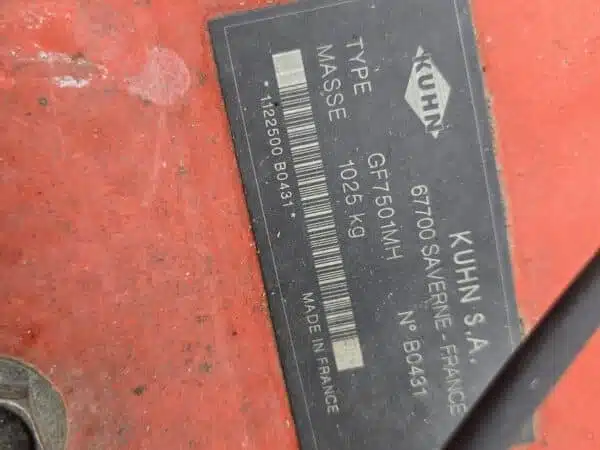 KUHN
KUHN S.A.
67700 SAVERNE - FRANCE
TYPE GF7501MH N° B0431
MASSE 1025 kg
*1122500 B0431*
MADE IN FRANCE